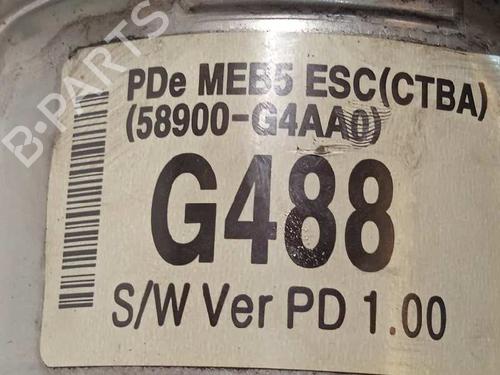 B-PARTS
PDe MEB5 ESC(CTBA)
(58900-G4AA0)
G488
S/W Ver PD 1.00